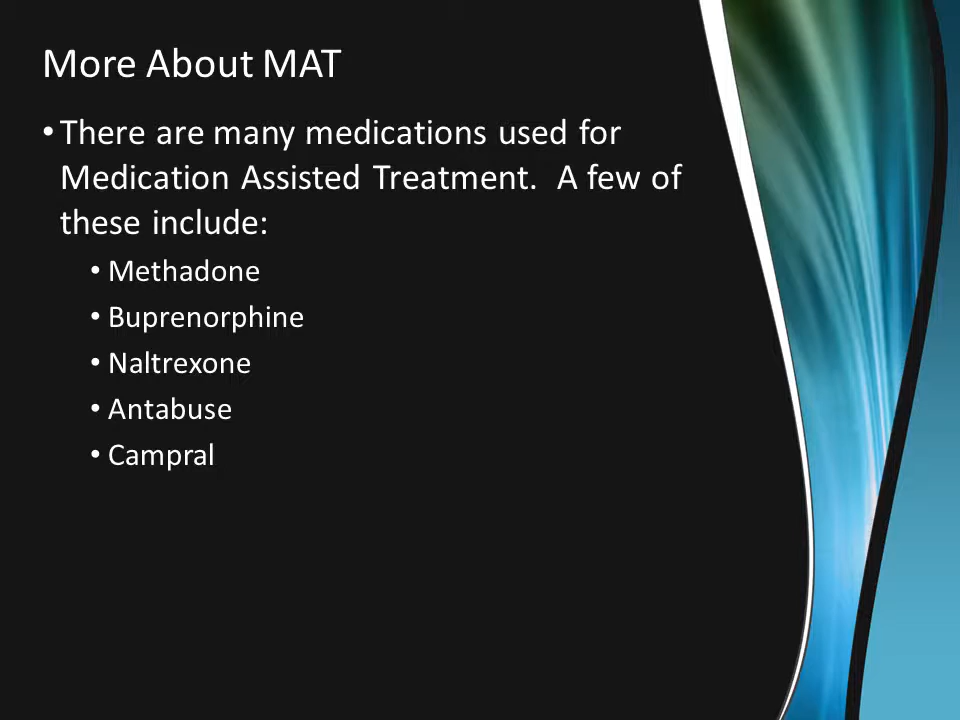 More About MAT
• There are many medications used for
Medication Assisted Treatment.  A few of
these include:
• Methadone
• Buprenorphine
• Naltrexone
• Antabuse
• Campral